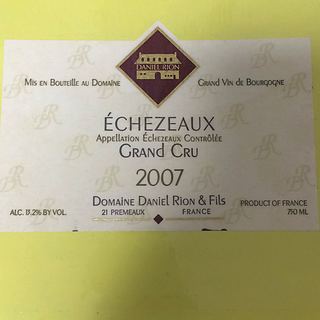 DANIEL RION
Mis en Bouteille au Domaine
Grand Vin de Bourgogne
ÉCHEZEAUX
Appellation Échezeaux Contrôlée
Grand Cru
2007
Domaine Daniel Rion & Fils
ALC. 13,2% BY VOL.
21 PREMEAUX FRANCE
PRODUCT OF FRANCE
750 ML